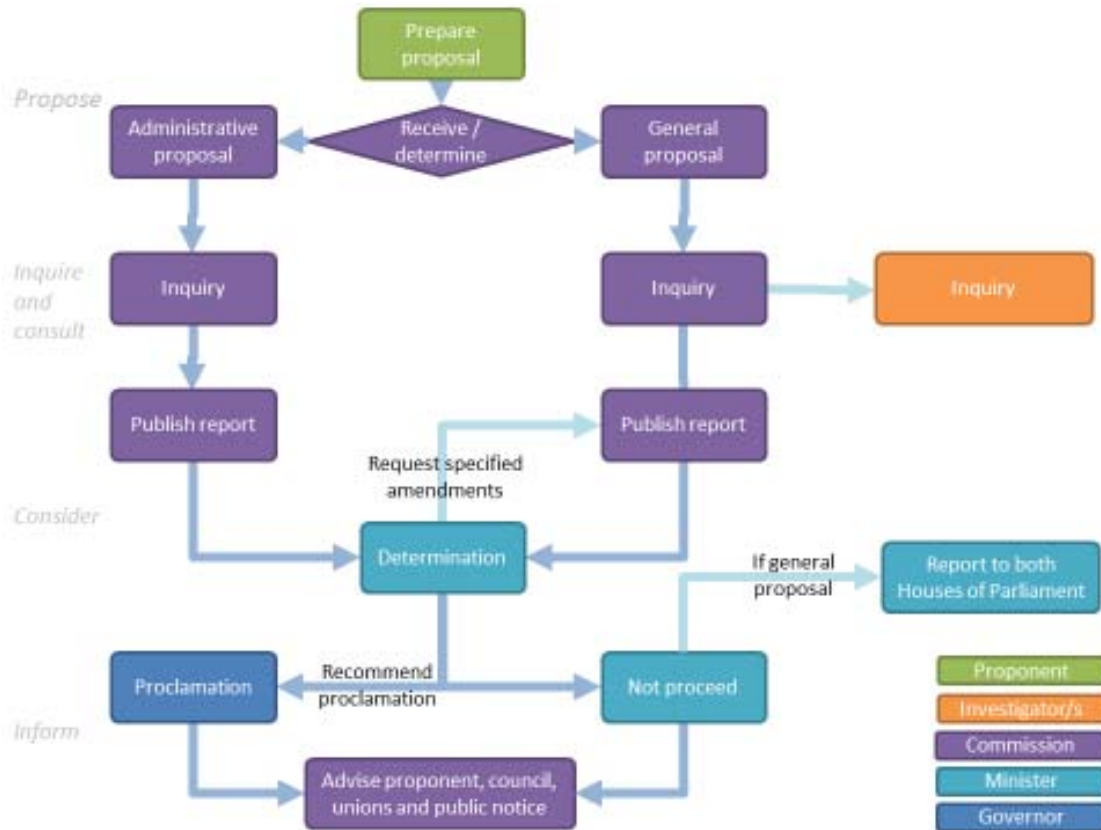 Prepare
proposal
Propose
Administrative
proposal
Receive /
determine
General
proposal
Inquire
and
consult
Inquiry
Inquiry
Inquiry
Publish report
Publish report
Request specified
amendments
Consider
Determination
If general
proposal
Report to both
Houses of Parliament
Proclamation
Recommend
proclamation
Not proceed
Inform
Advise proponent, council,
unions and public notice
Proponent
Investigator/s
Commission
Minister
Governor